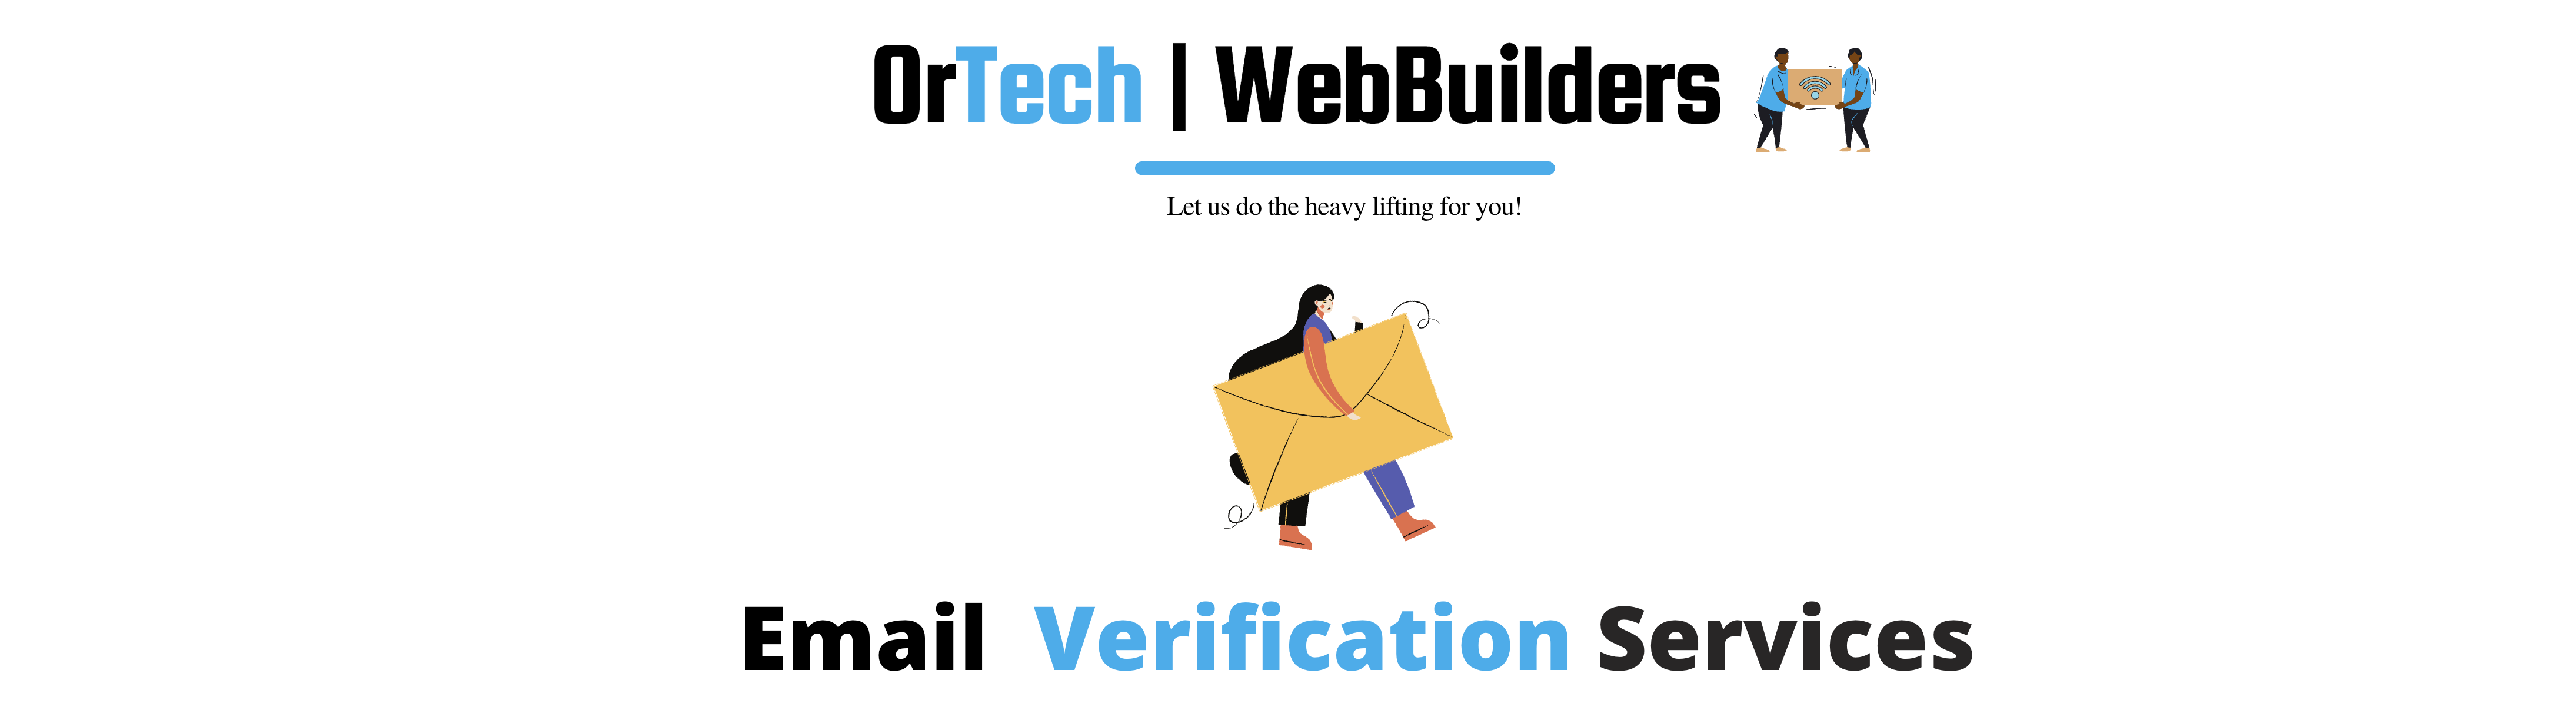 OrTech | WebBuilders
Let us do the heavy lifting for you!
Email Verification Services